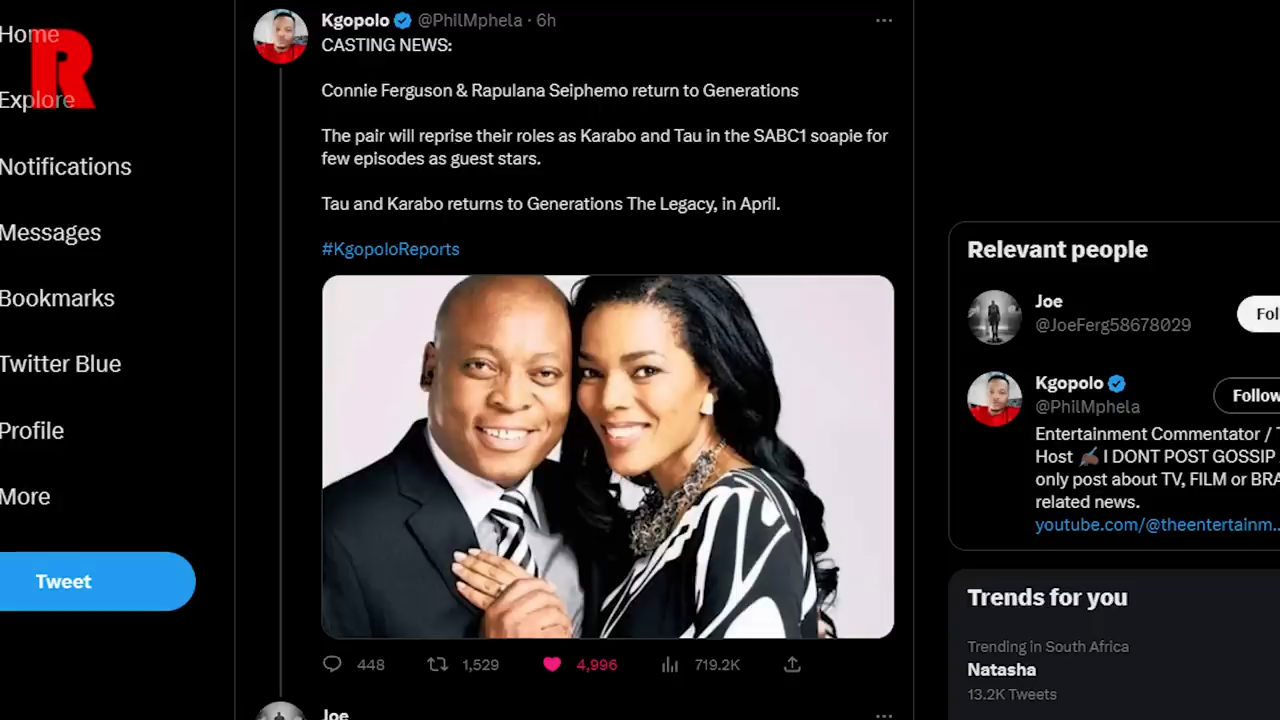 R
Home
Explore
Notifications
Messages
Bookmarks
Twitter Blue
Profile
More
Tweet
Kgopolo @PhilMphela · 6h
CASTING NEWS:
Connie Ferguson & Rapulana Seiphemo return to Generations
The pair will reprise their roles as Karabo and Tau in the SABC1 soapie for
few episodes as guest stars.
Tau and Karabo returns to Generations The Legacy, in April.
#KgopoloReports
448 1,529 4,996 719.2K
Joe
Relevant people
Joe
@JoeFerg58678029
Fol
Kgopolo
@PhilMphela
Follow
Entertainment Commentator / T
Host ✍🏾 I DONT POST GOSSIP
only post about TV, FILM or BRA
related news.
youtube.com/@theentertainm...
Trends for you
Trending in South Africa
Natasha
13.2K Tweets